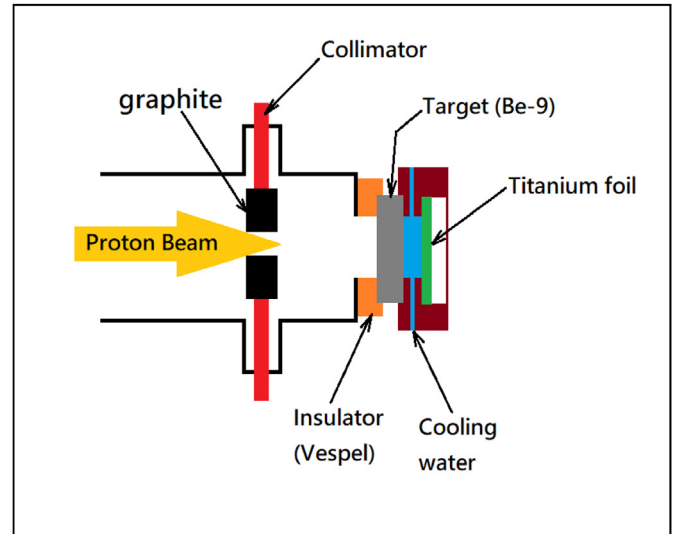 Collimator
graphite
Target (Be-9)
Titanium foil
Proton Beam
Insulator
(Vespel)
Cooling
water